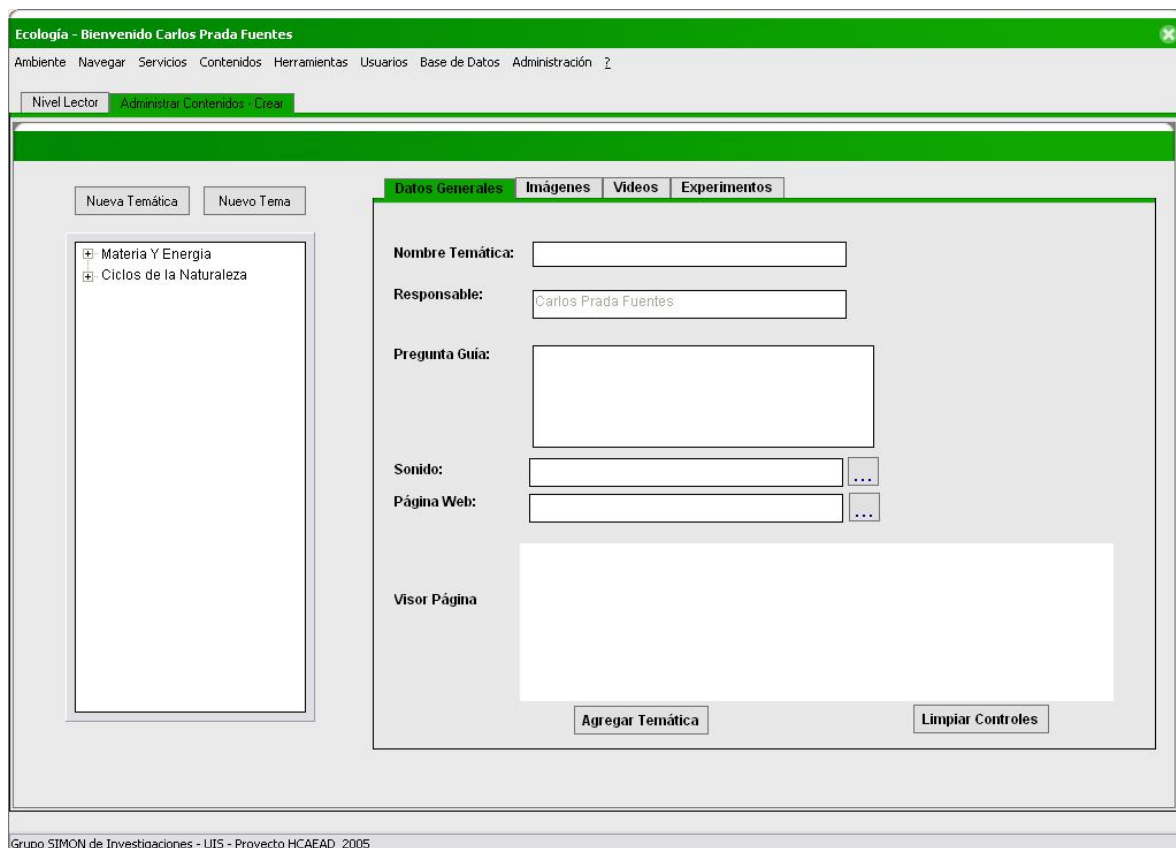 Ecología - Bienvenido Carlos Prada Fuentes
Ambiente Navegar Servicios Contenidos Herramientas Usuarios Base de Datos Administración ?
Nivel Lector Administrar Contenidos - Crear
Nueva Temática Nuevo Tema
Materia Y Energia
Ciclos de la Naturaleza
Datos Generales Imágenes Videos Experimentos
Nombre Temática:
Responsable: Carlos Prada Fuentes
Pregunta Guía:
Sonido: ...
Página Web: ...
Visor Página
Agregar Temática Limpiar Controles
Grupo SIMON de Investigaciones - UIS - Proyecto HCAEAD 2005